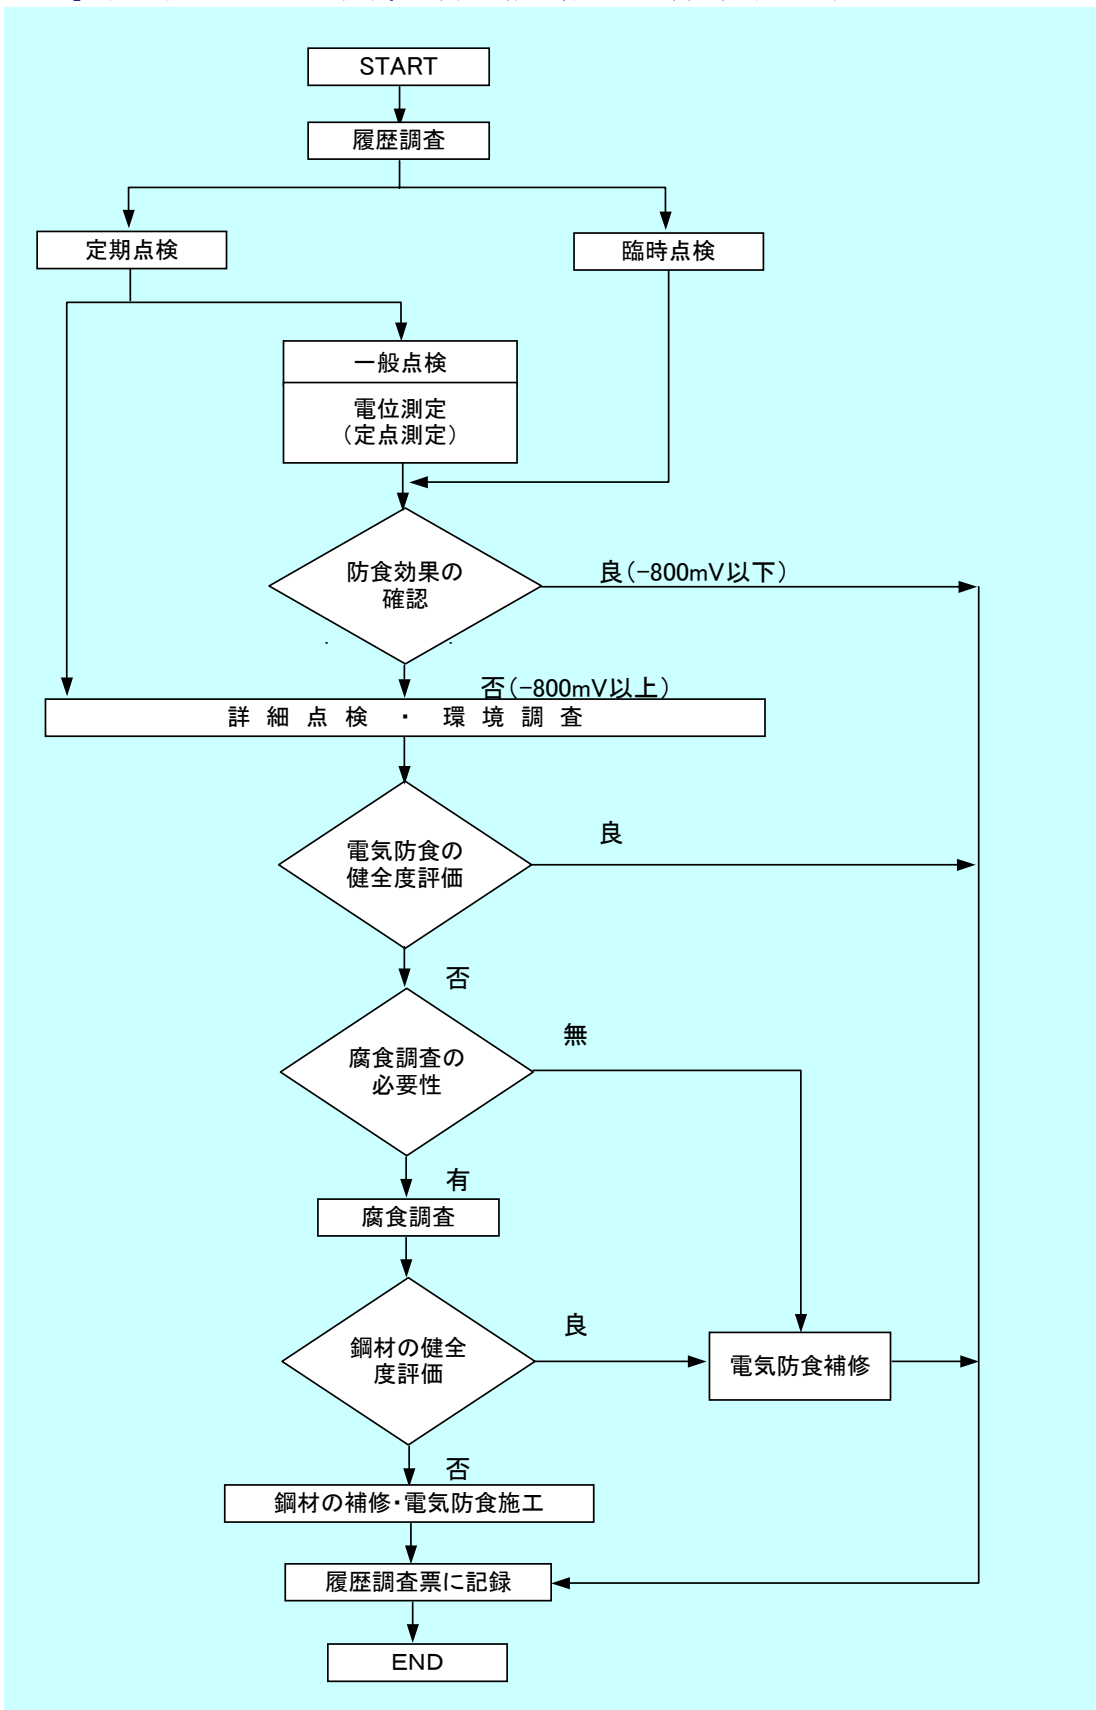 START
履歴調査
定期点検
臨時点検
一般点検
電位測定
（定点測定）
防食効果の
確認
良（-800mV以下）
否（-800mV以上）
詳細点検・環境調査
電気防食の
健全度評価
良
否
腐食調査の
必要性
無
有
腐食調査
鋼材の健全
度評価
良
電気防食補修
否
鋼材の補修・電気防食施工
履歴調査票に記録
END